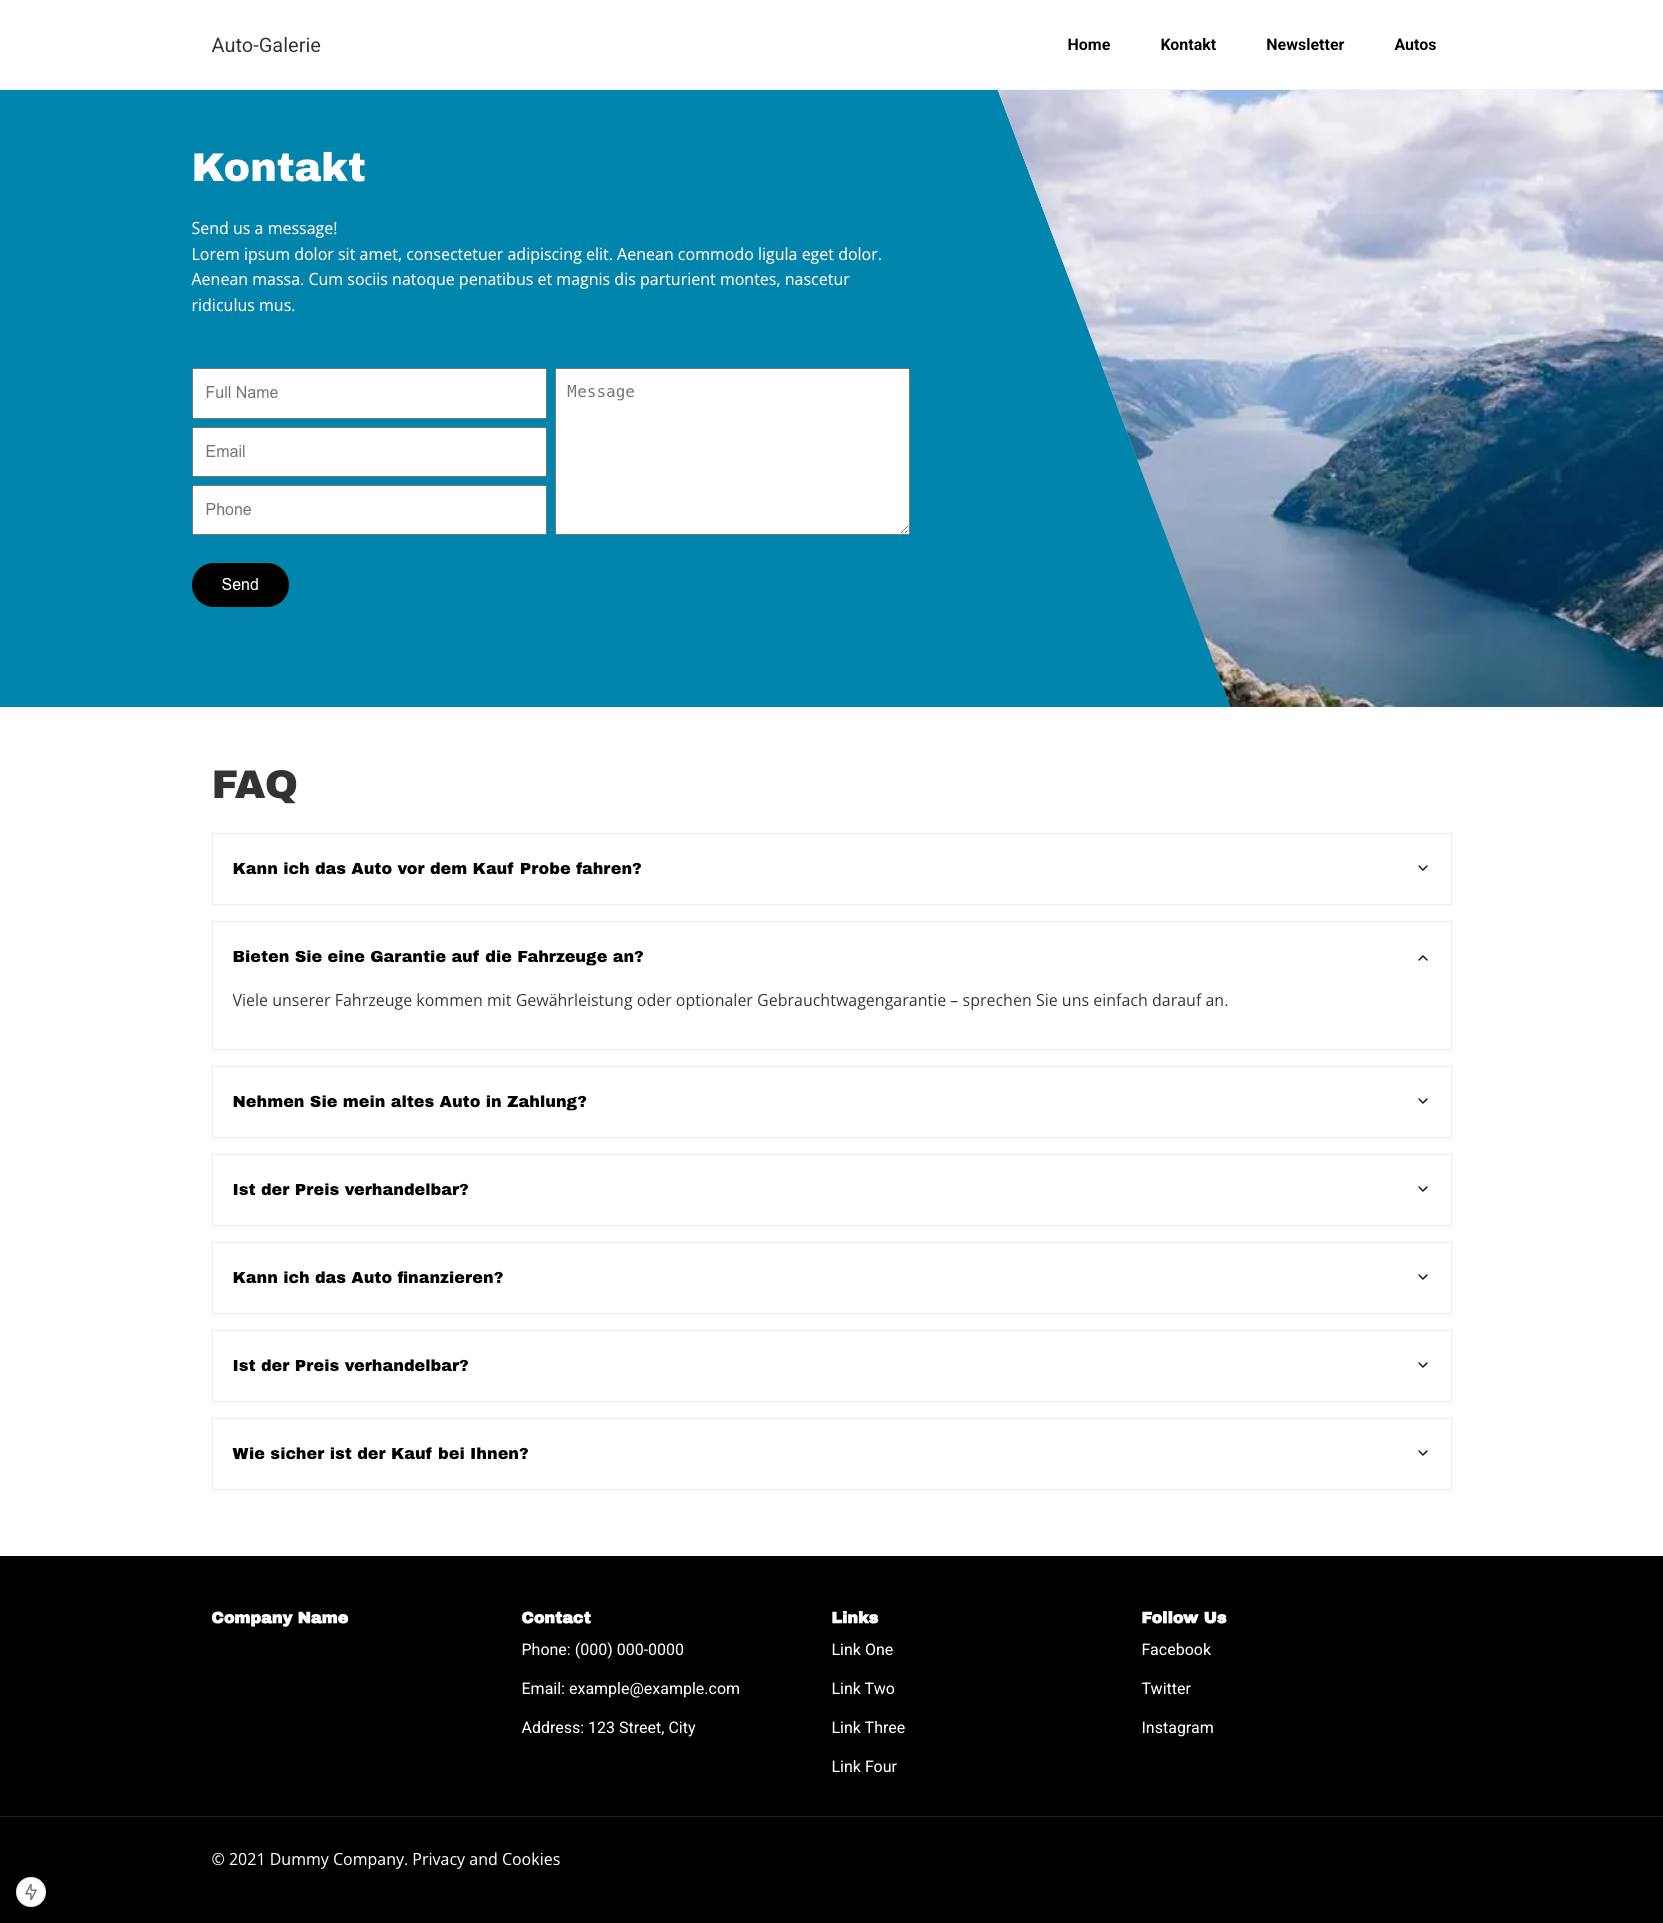 Auto-Galerie
Home Kontakt Newsletter Autos
Kontakt
Send us a message!
Lorem ipsum dolor sit amet, consectetuer adipiscing elit. Aenean commodo ligula eget dolor.
Aenean massa. Cum sociis natoque penatibus et magnis dis parturient montes, nascetur
ridiculus mus.
Full Name
Email
Phone
Message
Send
FAQ
Kann ich das Auto vor dem Kauf Probe fahren?
Bieten Sie eine Garantie auf die Fahrzeuge an?
Viele unserer Fahrzeuge kommen mit Gewährleistung oder optionaler Gebrauchtwagengarantie – sprechen Sie uns einfach darauf an.
Nehmen Sie mein altes Auto in Zahlung?
Ist der Preis verhandelbar?
Kann ich das Auto finanzieren?
Ist der Preis verhandelbar?
Wie sicher ist der Kauf bei Ihnen?
Company Name
Contact
Phone: (000) 000-0000
Email: example@example.com
Address: 123 Street, City
Links
Link One
Link Two
Link Three
Link Four
Follow Us
Facebook
Twitter
Instagram
© 2021 Dummy Company. Privacy and Cookies